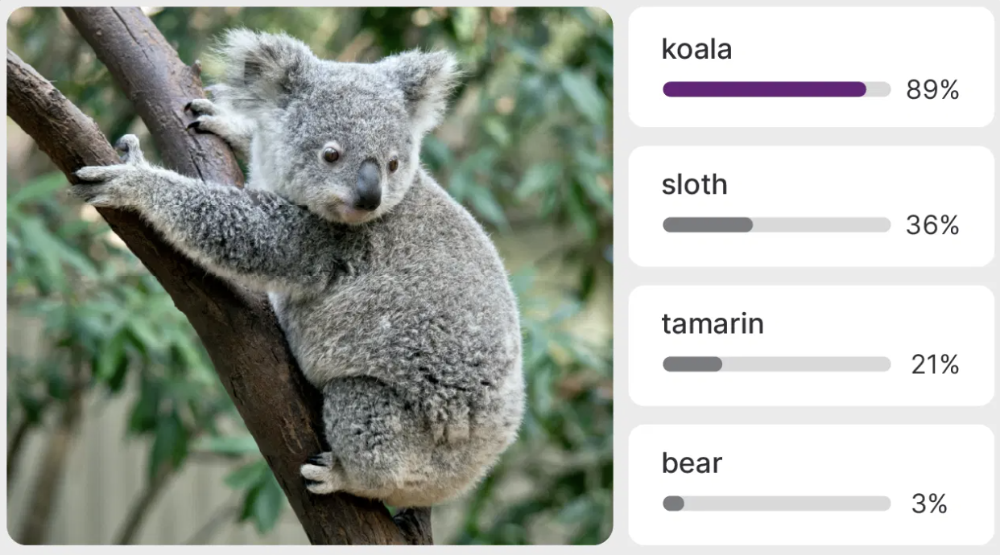 koala
89%
sloth
36%
tamarin
21%
bear
3%